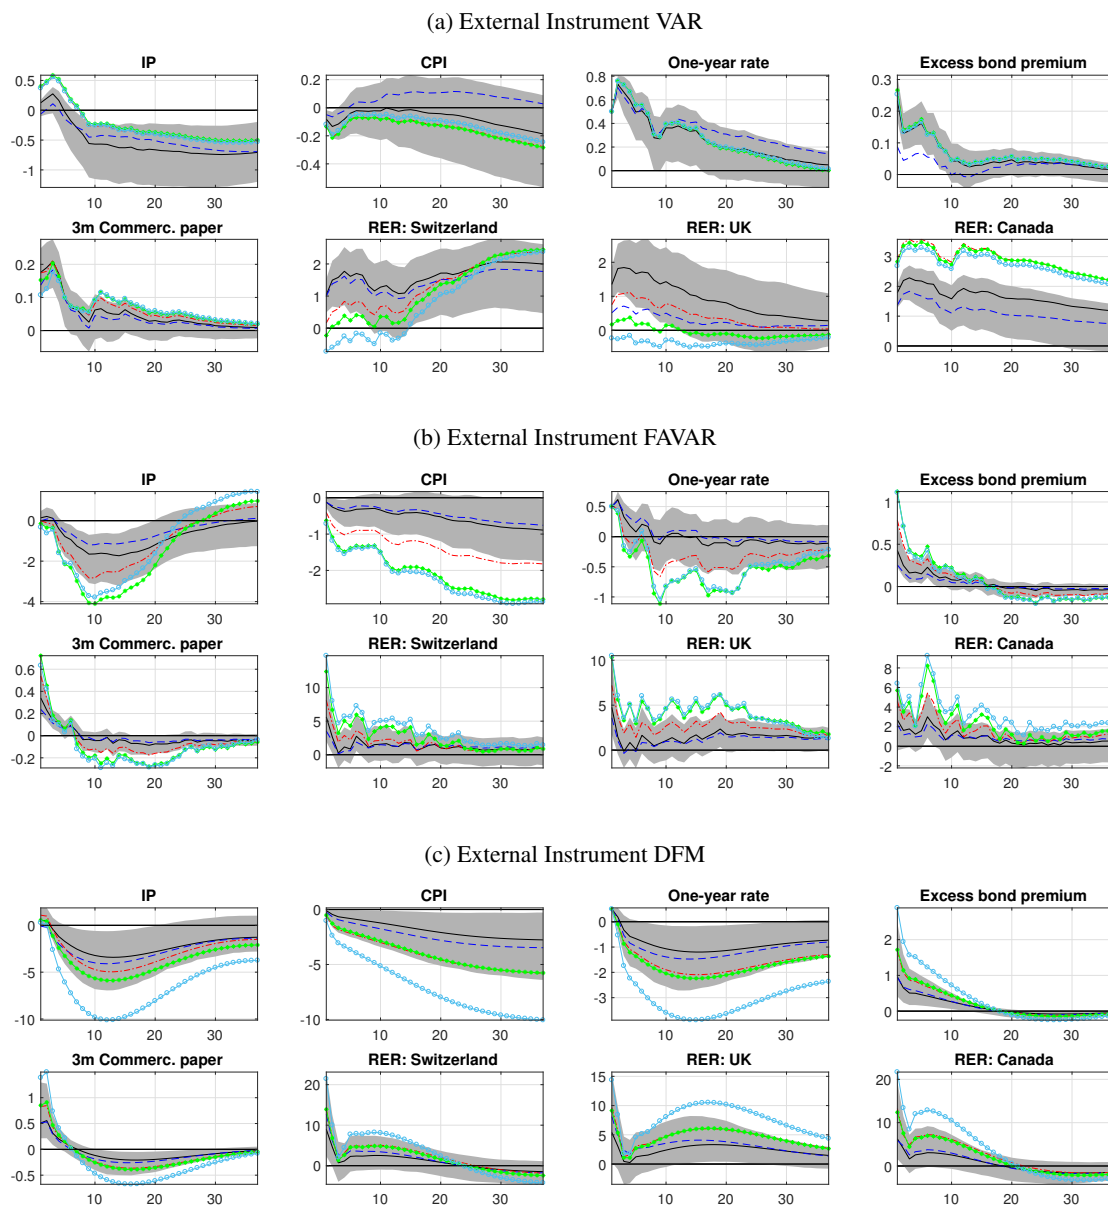 (a) External Instrument VAR
IP CPI One-year rate Excess bond premium
0.5 0 -0.5 -1 10 20 30
0.2 0 -0.2 -0.4 10 20 30
0.8 0.6 0.4 0.2 0 10 20 30
0.3 0.2 0.1 0 10 20 30
3m Commerc. paper RER: Switzerland RER: UK RER: Canada
0.2 0.1 0 10 20 30
2 1 0 10 20 30
2 1 0 10 20 30
3 2 1 0 10 20 30
(b) External Instrument FAVAR
IP CPI One-year rate Excess bond premium
0 -2 -4 10 20 30
0 -1 -2 10 20 30
0.5 0 -0.5 -1 10 20 30
1 0.5 0 10 20 30
3m Commerc. paper RER: Switzerland RER: UK RER: Canada
0.6 0.4 0.2 0 -0.2 10 20 30
10 5 0 10 20 30
10 5 0 10 20 30
8 6 4 2 0 -2 10 20 30
(c) External Instrument DFM
IP CPI One-year rate Excess bond premium
0 -5 -10 10 20 30
0 -5 -10 10 20 30
0 -1 -2 -3 10 20 30
2 1 0 10 20 30
3m Commerc. paper RER: Switzerland RER: UK RER: Canada
1 0.5 0 -0.5 10 20 30
20 10 0 10 20 30
15 10 5 0 10 20 30
20 10 0 10 20 30